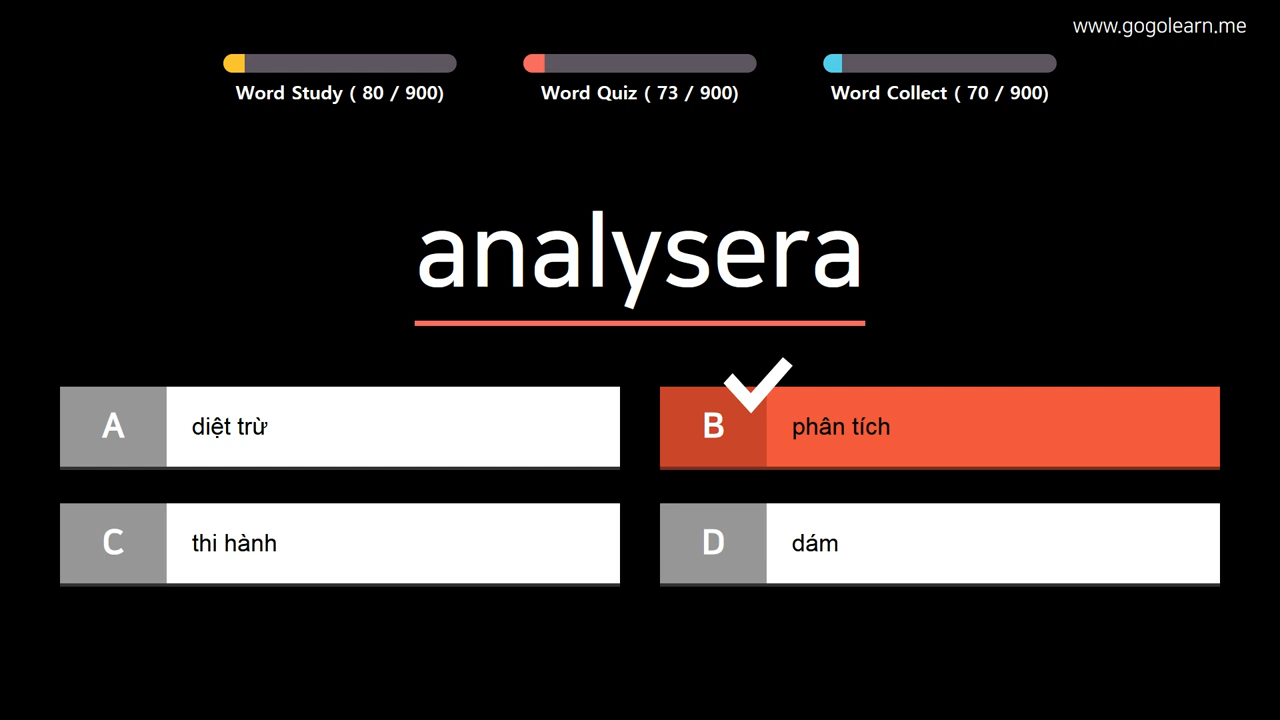 www.gogolearn.me
Word Study ( 80 / 900)
Word Quiz ( 73 / 900)
Word Collect ( 70 / 900)
analysera
A diệt trừ
B phân tích
C thi hành
D dám